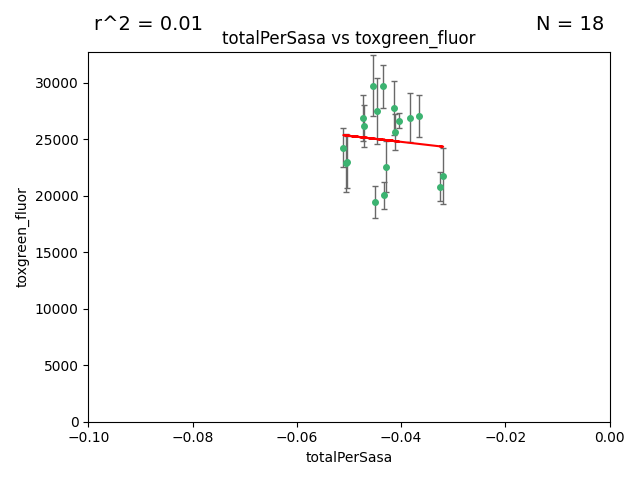 r^2 = 0.01
N = 18
totalPerSasa vs toxgreen_fluor
30000
25000
20000
15000
10000
5000
0
toxgreen_fluor
−0.10
−0.08
−0.06
−0.04
−0.02
0.00
totalPerSasa